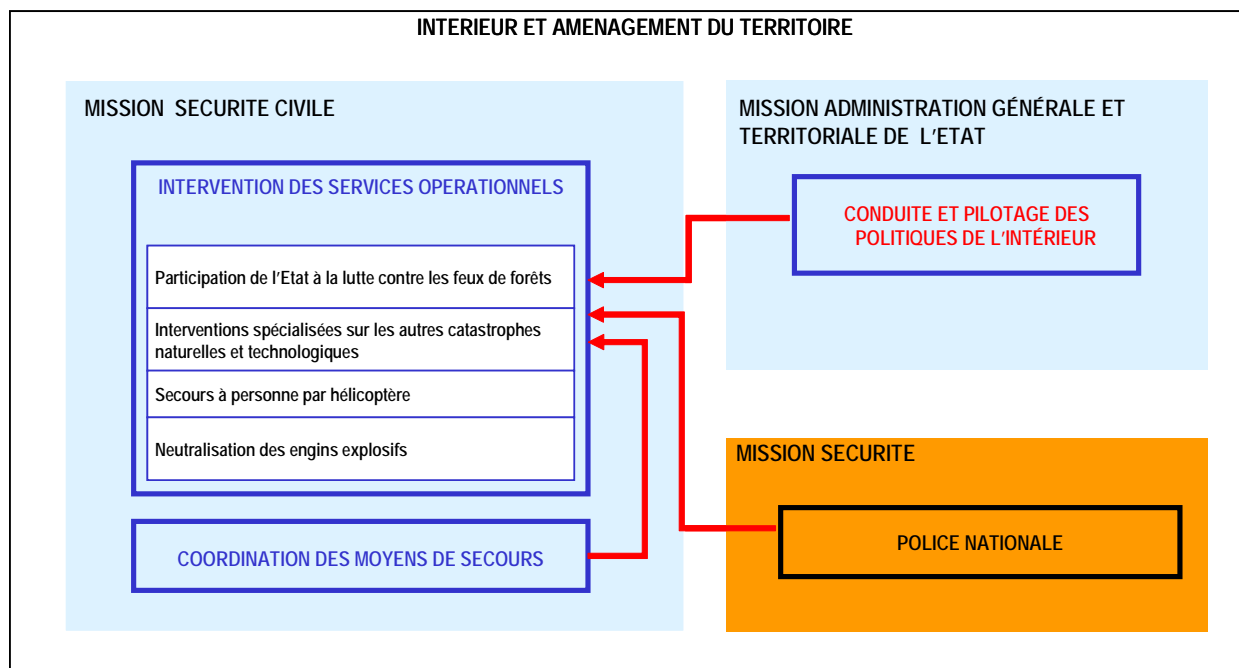 INTERIEUR ET AMENAGEMENT DU TERRITOIRE
MISSION SECURITE CIVILE
INTERVENTION DES SERVICES OPERATIONNELS
Participation de l'Etat à la lutte contre les feux de forêts
Interventions spécialisées sur les autres catastrophes
naturelles et technologiques
Secours à personne par hélicoptère
Neutralisation des engins explosifs
COORDINATION DES MOYENS DE SECOURS
MISSION ADMINISTRATION GÉNÉRALE ET
TERRITORIALE DE L'ETAT
CONDUITE ET PILOTAGE DES
POLITIQUES DE L'INTÉRIEUR
MISSION SECURITE
POLICE NATIONALE